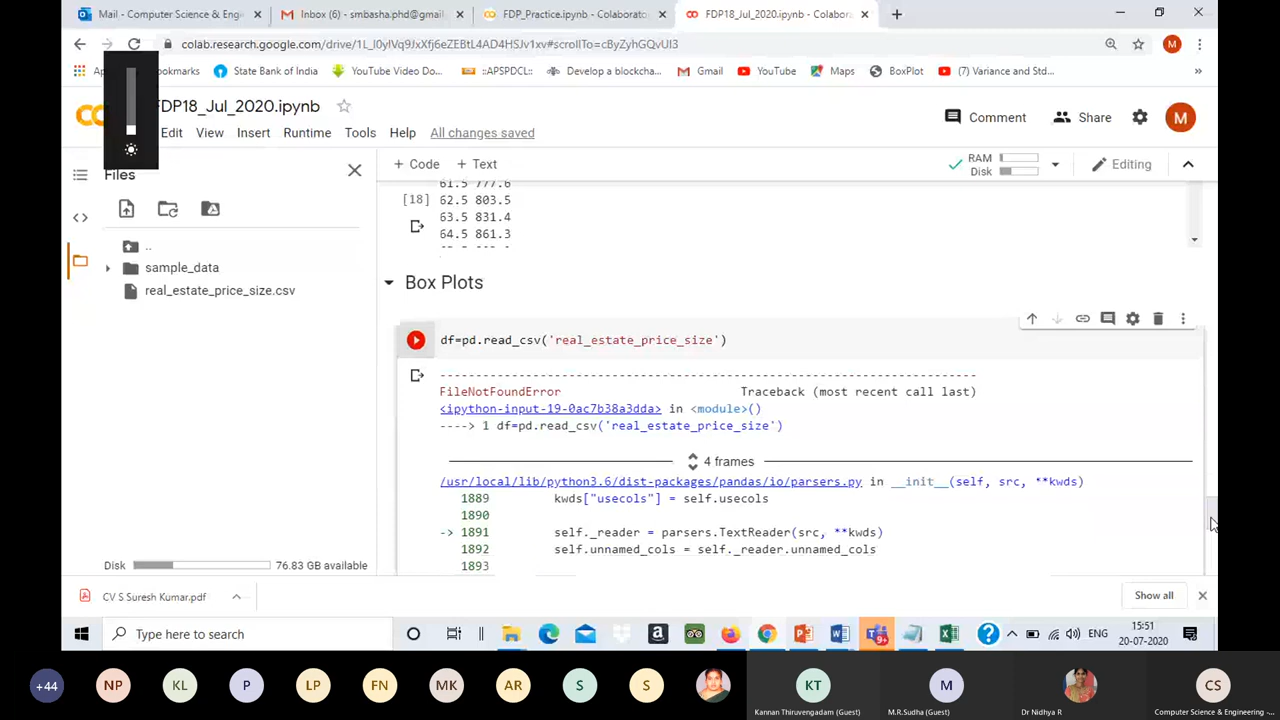 Mail - Computer Science & Engi
Inbox (6) - smbasha.phd@gmail
FDP_Practice.ipynb - Colaborato
FDP18_Jul_2020.ipynb - Colabora
colab.research.google.com/drive/1L_I0yIVq9JxXfj6eZEBtL4AD4HSJv1xv#scrollTo=cByZyhGQvUI3
M
Ap
okmarks
State Bank of India
YouTube Video Do...
::APSPDCL::
Develop a blockcha...
Gmail
YouTube
Maps
BoxPlot
(7) Variance and Std...
»
FDP18_Jul_2020.ipynb
Comment
Share
M
Edit View Insert Runtime Tools Help All changes saved
+ Code + Text
RAM
Disk
Editing
Files
61.5 777.6
[18] 62.5 803.5
63.5 831.4
64.5 861.3
..
sample_data
real_estate_price_size.csv
Box Plots
df=pd.read_csv('real_estate_price_size')
---------------------------------------------------------------------------
FileNotFoundError Traceback (most recent call last)
<ipython-input-19-0ac7b38a3dda> in <module>()
----> 1 df=pd.read_csv('real_estate_price_size')
4 frames
/usr/local/lib/python3.6/dist-packages/pandas/io/parsers.py in __init__(self, src, **kwds)
1889 kwds["usecols"] = self.usecols
1890
-> 1891 self._reader = parsers.TextReader(src, **kwds)
1892 self.unnamed_cols = self._reader.unnamed_cols
1893
Disk 76.83 GB available
CV S Suresh Kumar.pdf
Show all
Type here to search
9+
ENG
15:51
20-07-2020
+44
NP
KL
P
LP
FN
MK
AR
S
S
KT
Kannan Thiruvengadam (Guest)
M
M.R.Sudha (Guest)
Dr Nidhya R
CS
Computer Science & Engineering -...